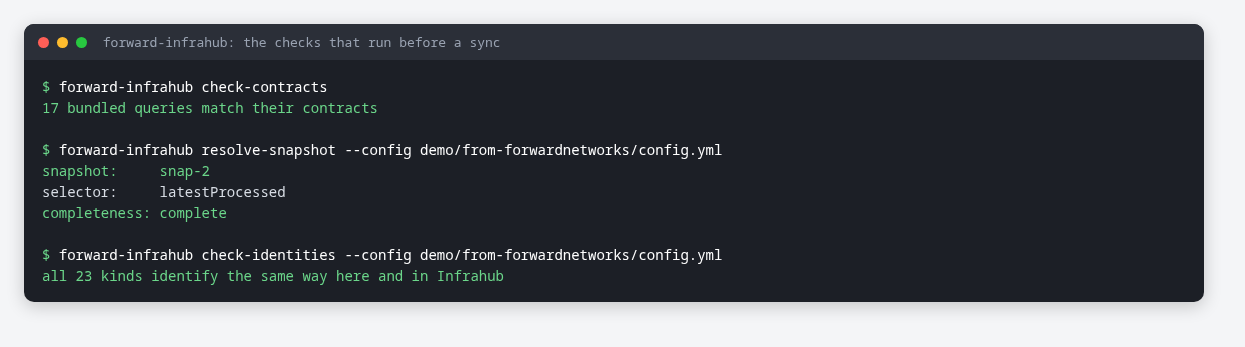 forward-infrahub: the checks that run before a sync
$ forward-infrahub check-contracts
17 bundled queries match their contracts
$ forward-infrahub resolve-snapshot --config demo/from-forwardnetworks/config.yml
snapshot:     snap-2
selector:     latestProcessed
completeness: complete
$ forward-infrahub check-identities --config demo/from-forwardnetworks/config.yml
all 23 kinds identify the same way here and in Infrahub